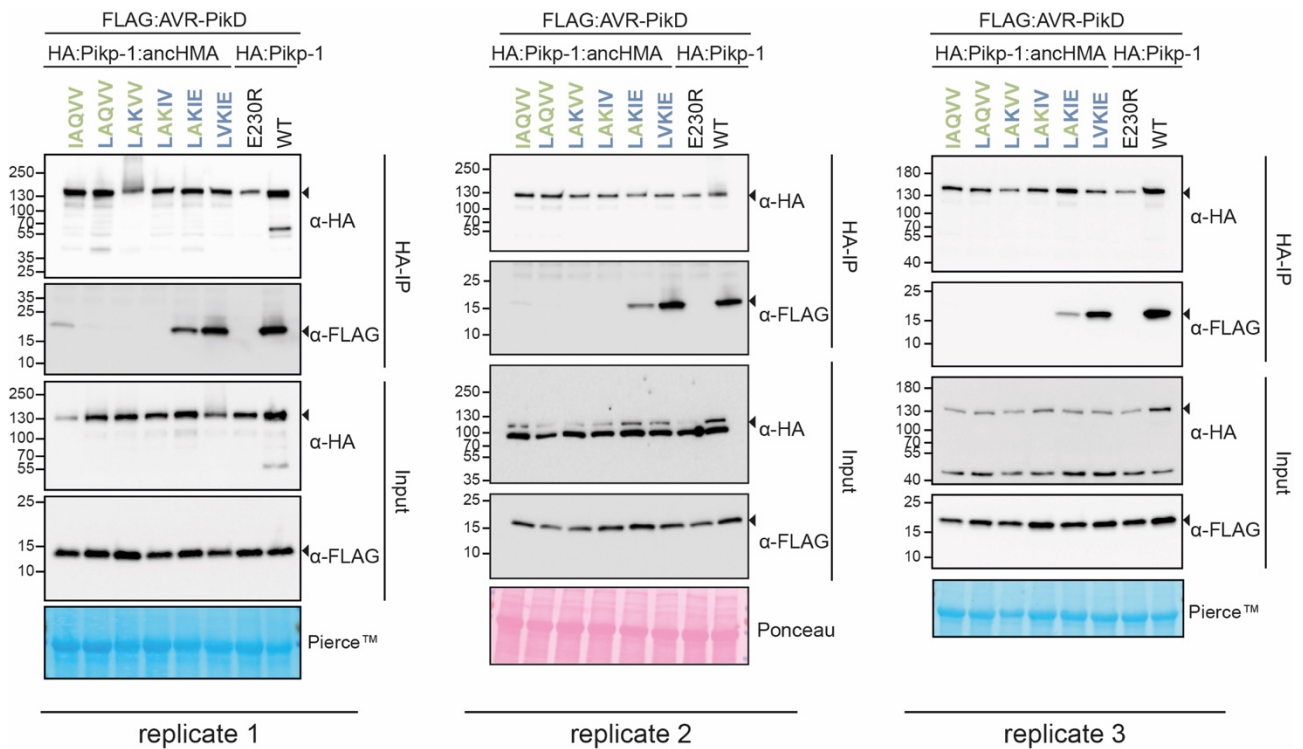 FLAG:AVR-PikD
HA:Pikp-1:ancHMA HA:Pikp-1
IAQVV
LAQVV
LAKVV
LAKIV
LAKIE
LVKIE
E230R
WT
250
130
100
70
55
35
25
α-HA
35
25
15
10
α-FLAG
HA-IP
250
130
100
70
55
α-HA
25
15
10
α-FLAG
Input
Pierce™
replicate 1
FLAG:AVR-PikD
HA:Pikp-1:ancHMA HA:Pikp-1
IAQVV
LAQVV
LAKVV
LAKIV
LAKIE
LVKIE
E230R
WT
250
130
100
70
55
α-HA
25
15
10
α-FLAG
HA-IP
250
130
100
70
55
35
α-HA
25
15
10
α-FLAG
Input
Ponceau
replicate 2
FLAG:AVR-PikD
HA:Pikp-1:ancHMA HA:Pikp-1
IAQVV
LAQVV
LAKVV
LAKIV
LAKIE
LVKIE
E230R
WT
180
130
100
70
55
40
α-HA
25
15
10
α-FLAG
HA-IP
180
130
100
70
55
40
α-HA
25
15
10
α-FLAG
Input
Pierce™
replicate 3